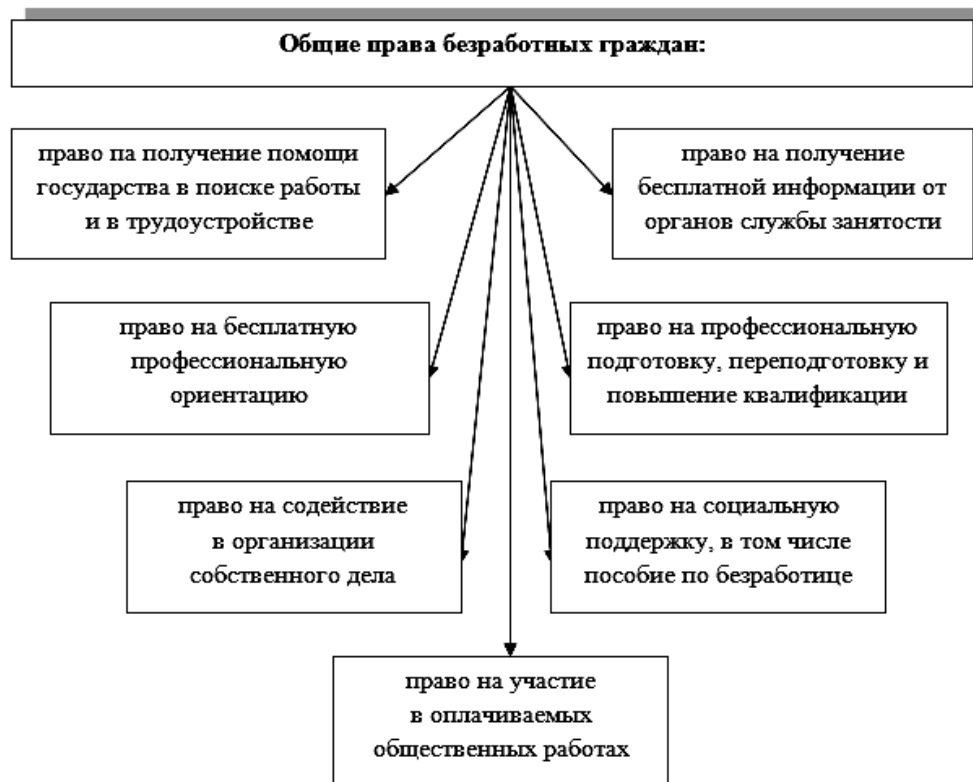 Общие права безработных граждан:
право па получение помощи
государства в поиске работы
и в трудоустройстве
право на получение
бесплатной информации от
органов службы занятости
право на бесплатную
профессиональную
ориентацию
право на профессиональную
подготовку, переподготовку и
повышение квалификации
право на содействие
в организации
собственного дела
право на социальную
поддержку, в том числе
пособие по безработице
право на участие
в оплачиваемых
общественных работах